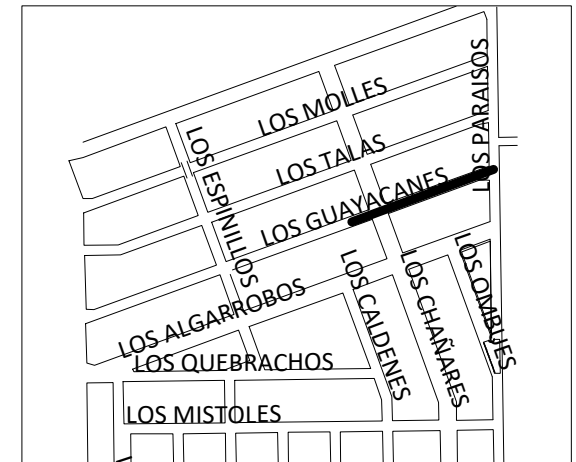 LOS MOLLES
LOS PARAISOS
LOS TALAS
LOS ESPINILLOS
LOS GUAYACANES
LOS ALGARROBOS
LOS CALDENES
LOS CHAÑARES
LOS OMBUES
LOS QUEBRACHOS
LOS MISTOLES